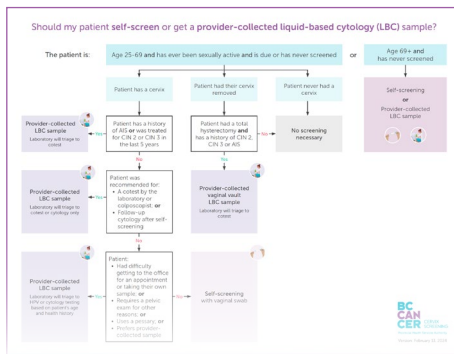 Should my patient self-screen or get a provider-collected liquid-based cytology (LBC) sample?
The patient is:
Age 25-69 and has ever been sexually active and is due or has never screened
or
Age 69+ and
has never screened
Patient has a cervix
Patient had their cervix
removed
Patient never had a
cervix
Self-screening
or
Provider-collected
LBC sample
Provider-collected
LBC sample
Laboratory will triage to
cotest
Yes
Patient has a history
of AIS or was treated
for CIN 2 or CIN 3 in
the last 5 years
Patient had a total
hysterectomy and
has a history of CIN 2,
CIN 3 or AIS
No
No screening
necessary
No
Yes
Provider-collected
LBC sample
Laboratory will triage to
cotest or cytology only
Yes
Patient was
recommended for:
• A cotest by the
laboratory or
colposcopist; or
• Follow-up
cytology after self-
screening
Provider-collected
vaginal vault
LBC sample
Laboratory will triage to
cotest
No
Provider-collected
LBC sample
Laboratory will triage to
HPV or cytology testing
based on patient's age
and health history
Yes
Patient:
• Had difficulty
getting to the office
for an appointment
or taking their own
sample; or
• Requires a pelvic
exam for other
reasons; or
• Uses a pessary; or
• Prefers provider-
collected sample
No
Self-screening
with vaginal swab
BC
CAN
CER